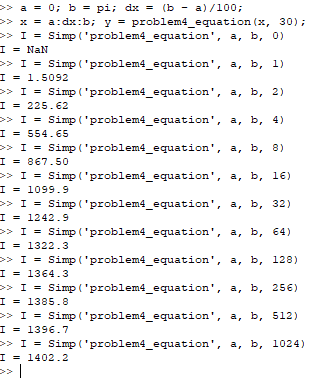 >> a = 0; b = pi; dx = (b - a)/100;
>> x = a:dx:b; y = problem4_equation(x, 30);
>> I = Simp('problem4_equation', a, b, 0)
I = NaN
>> I = Simp('problem4_equation', a, b, 1)
I = 1.5092
>> I = Simp('problem4_equation', a, b, 2)
I = 225.62
>> I = Simp('problem4_equation', a, b, 4)
I = 554.65
>> I = Simp('problem4_equation', a, b, 8)
I = 867.50
>> I = Simp('problem4_equation', a, b, 16)
I = 1099.9
>> I = Simp('problem4_equation', a, b, 32)
I = 1242.9
>> I = Simp('problem4_equation', a, b, 64)
I = 1322.3
>> I = Simp('problem4_equation', a, b, 128)
I = 1364.3
>> I = Simp('problem4_equation', a, b, 256)
I = 1385.8
>> I = Simp('problem4_equation', a, b, 512)
I = 1396.7
>> I = Simp('problem4_equation', a, b, 1024)
I = 1402.2
>>